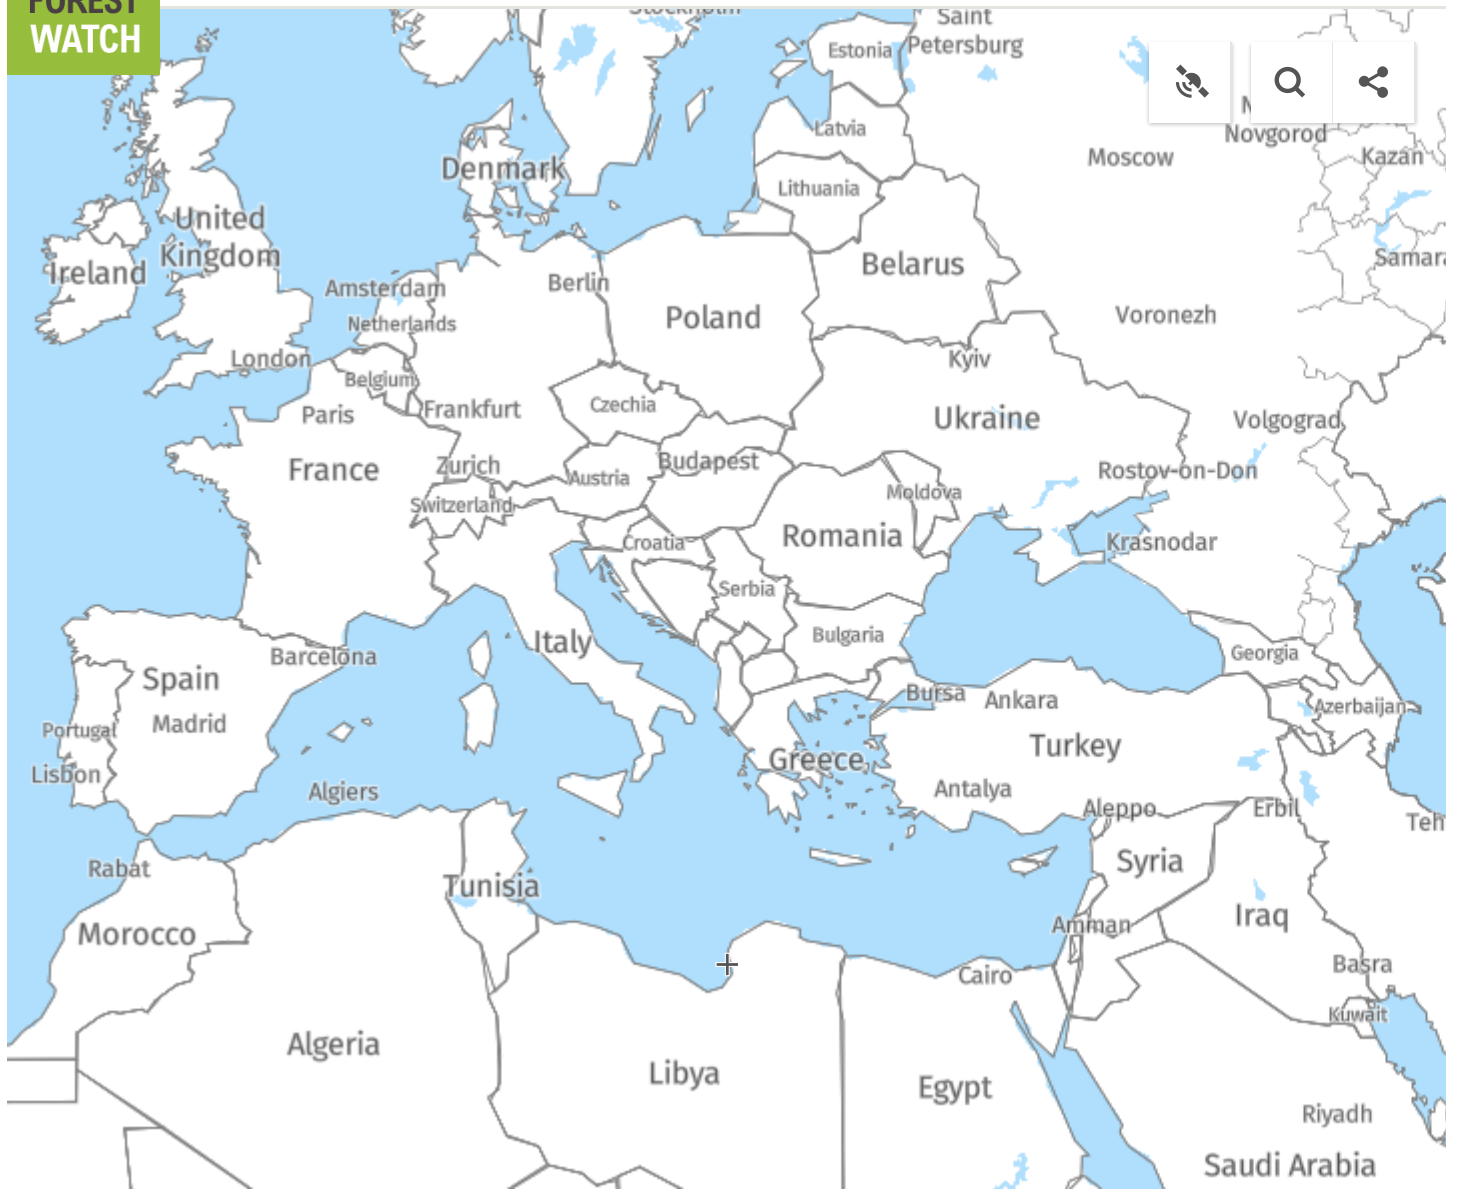 FOREST
WATCH
Stockholm
Saint
Petersburg
Estonia
Novgorod
Latvia
Moscow
Kazan
Denmark
Lithuania
United
Kingdom
Ireland
Belarus
Samara
Amsterdam
Berlin
Netherlands
Poland
Voronezh
London
Kyiv
Belgium
Paris
Frankfurt
Czechia
Ukraine
Volgograd
France
Zurich
Austria
Budapest
Rostov-on-Don
Switzerland
Moldova
Croatia
Romania
Krasnodar
Serbia
Italy
Bulgaria
Barcelona
Georgia
Spain
Madrid
Bursa
Ankara
Azerbaijan
Portugal
Lisbon
Greece
Turkey
Algiers
Antalya
Aleppo
Erbil
Teh
Rabat
Tunisia
Syria
Morocco
Amman
Iraq
Cairo
Basra
Kuwait
Algeria
Libya
Egypt
Riyadh
Saudi Arabia